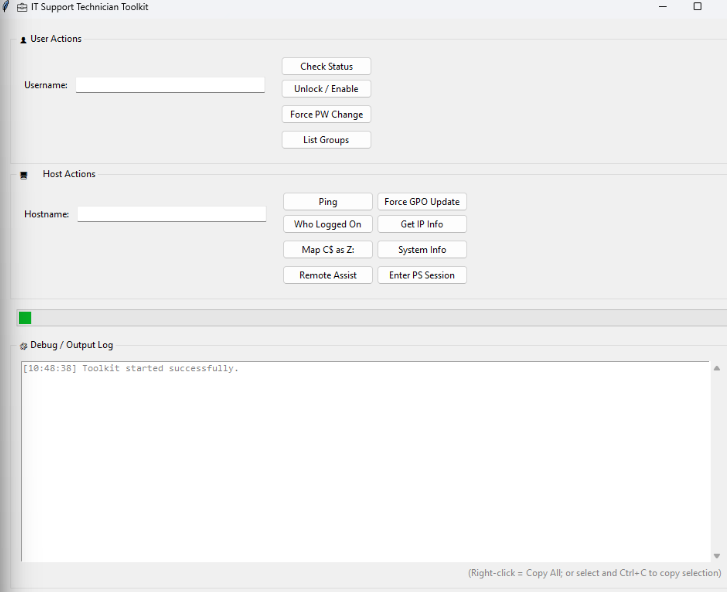 IT Support Technician Toolkit
User Actions
Username:
Check Status
Unlock / Enable
Force PW Change
List Groups
Host Actions
Hostname:
Ping
Force GPO Update
Who Logged On
Get IP Info
Map C$ as Z:
System Info
Remote Assist
Enter PS Session
Debug / Output Log
[10:48:38] Toolkit started successfully.
(Right-click = Copy All; or select and Ctrl+C to copy selection)